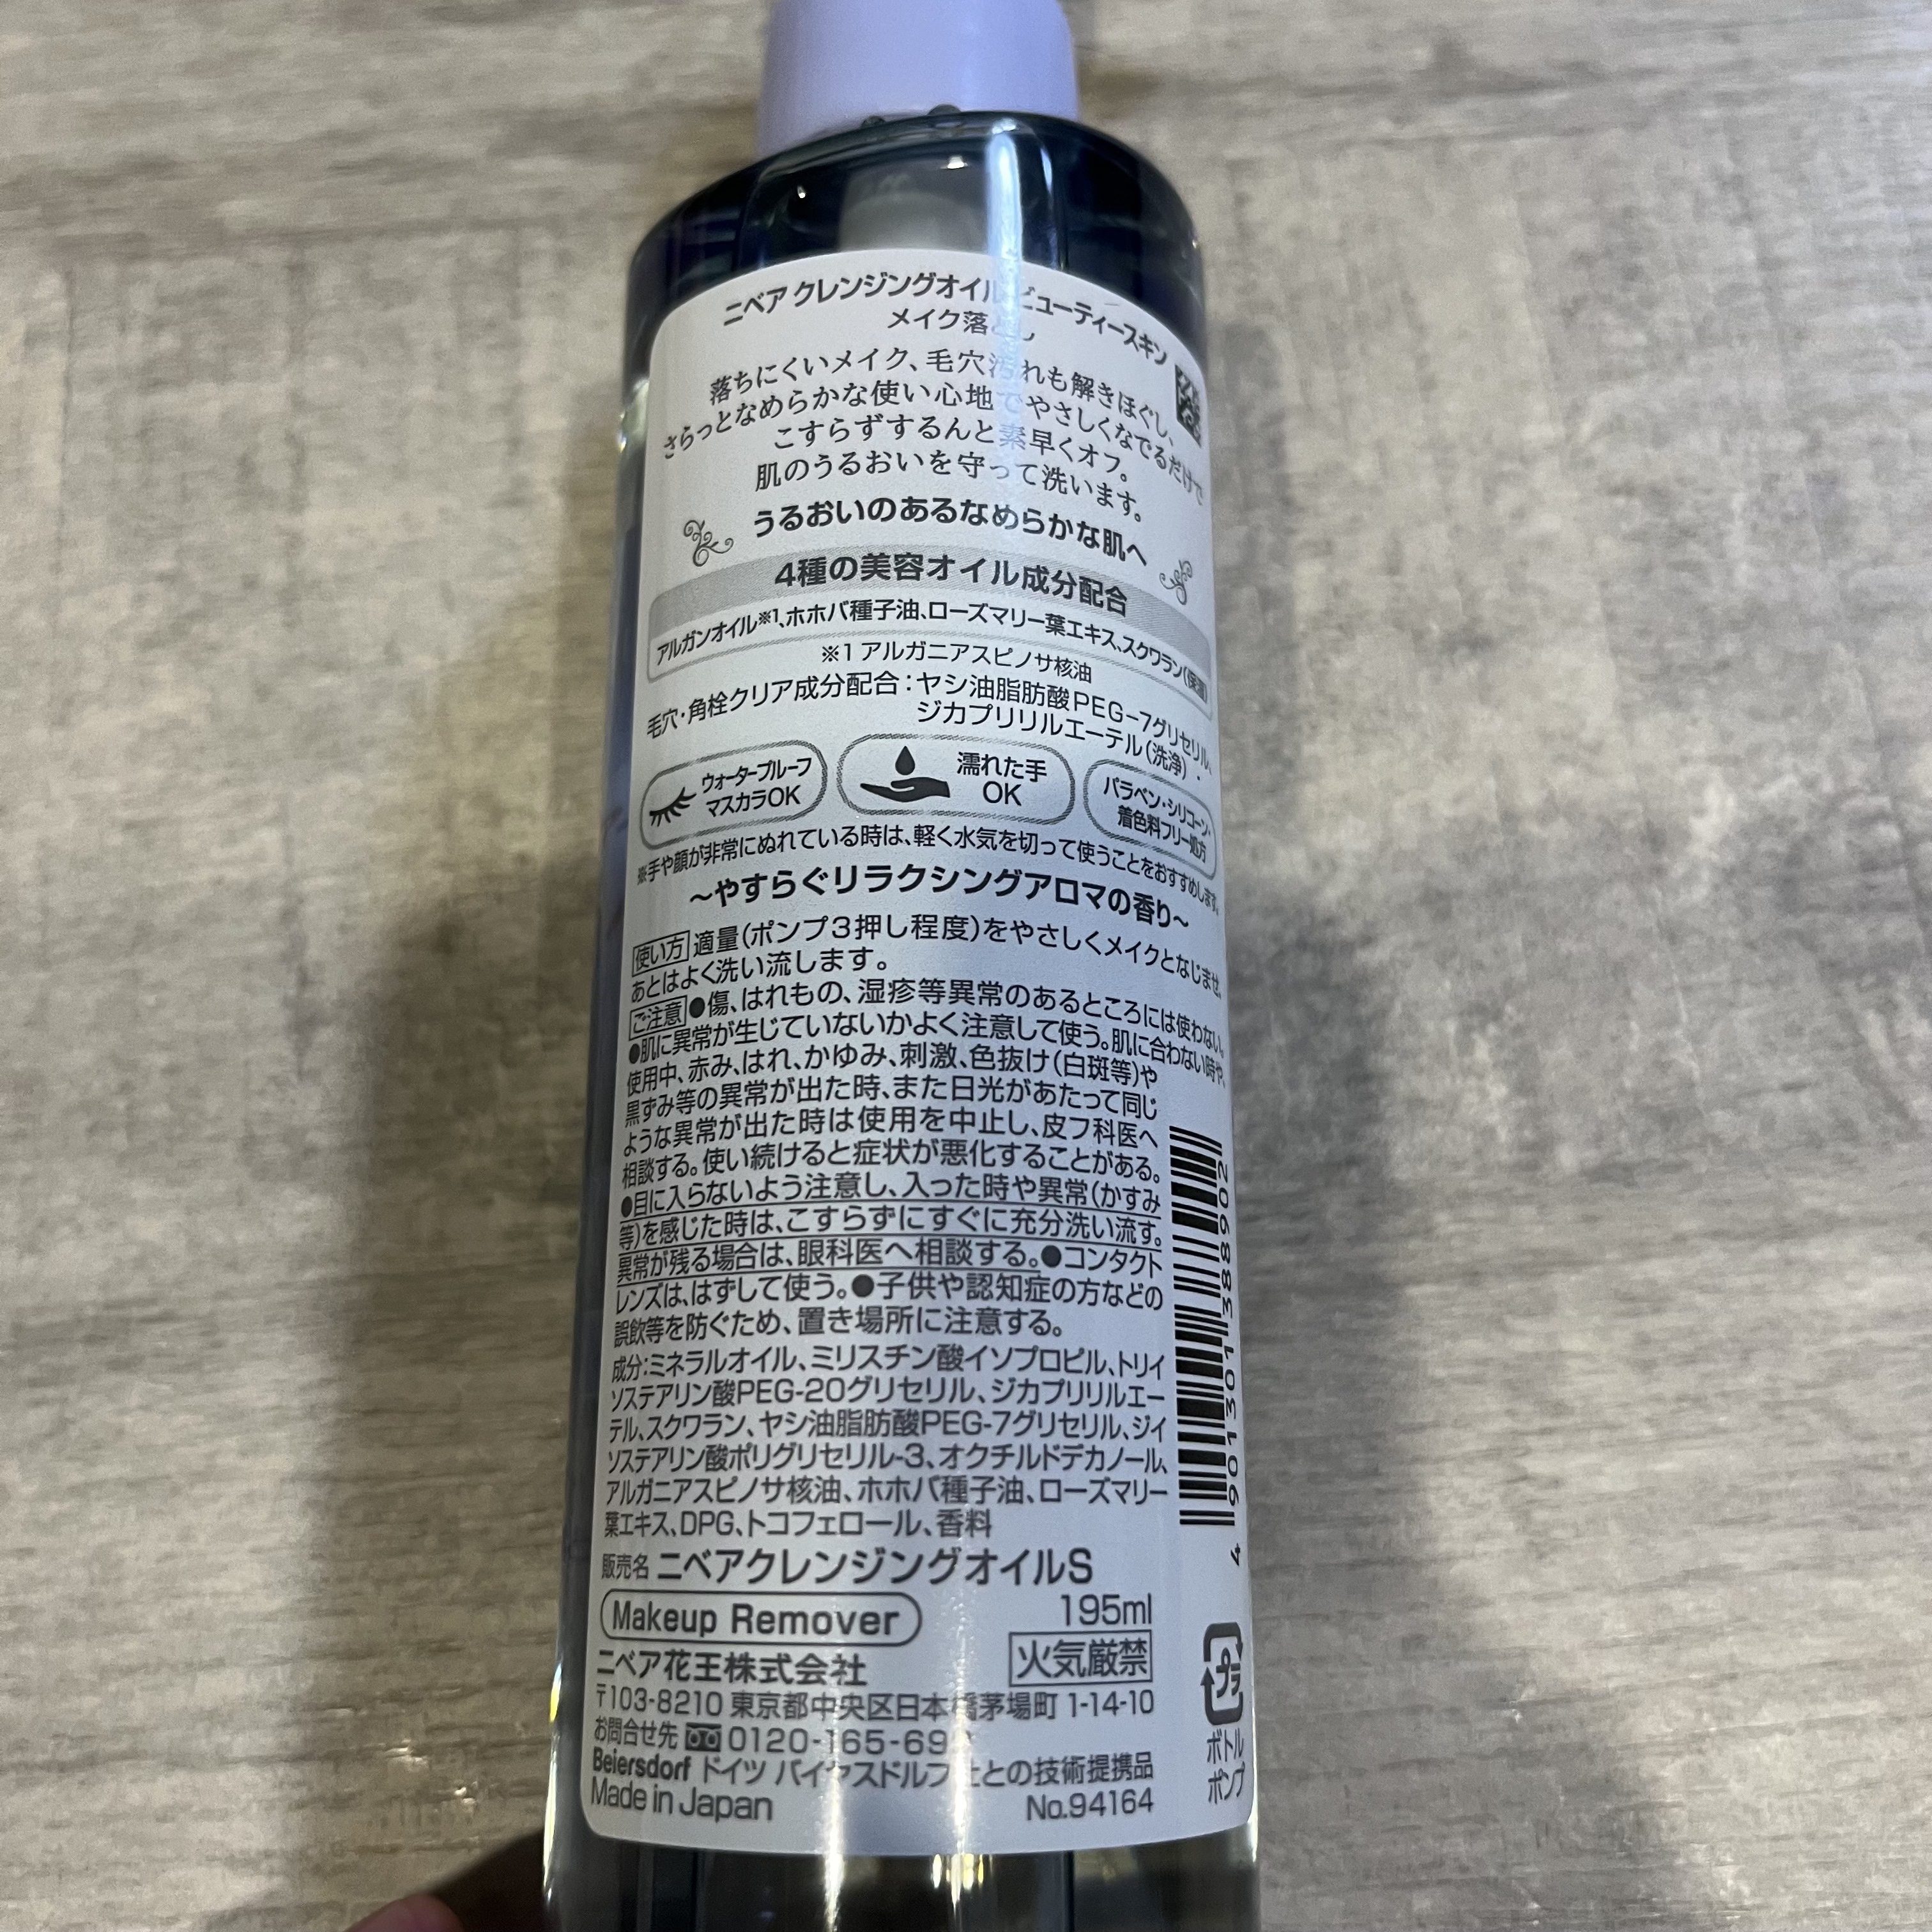 ニベア クレンジングオイル ビューティースキン
メイク落とし
落ちにくいメイク、毛穴汚れも解きほぐし、
さらっとなめらかな使い心地でやさしくなでるだけで
こすらずするんと素早くオフ。
肌のうるおいを守って洗います。
うるおいのあるなめらかな肌へ
4種の美容オイル成分配合
アルガンオイル※1、ホホバ種子油、ローズマリー葉エキス、スクワラン(保湿)
※1 アルガニアスピノサ核油
毛穴・角栓クリア成分配合:ヤシ油脂肪酸PEG-7グリセリル、
ジカプリリルエーテル(洗浄)
ウォータープルーフ
マスカラOK
濡れた手
OK
パラベン・シリコーン・
着色料フリー処方
※手や顔が非常にぬれている時は、軽く水気を切って使うことをおすすめします。
~やすらぐリラクシングアロマの香り~
使い方 適量(ポンプ3押し程度)をやさしくメイクとなじませ、
あとはよく洗い流します。
ご注意 ●傷、はれもの、湿疹等異常のあるところには使わない。
●肌に異常が生じていないかよく注意して使う。肌に合わない時や、
使用中、赤み、はれ、かゆみ、刺激、色抜け(白斑等)や
黒ずみ等の異常が出た時、また日光があたって同じ
ような異常が出た時は使用を中止し、皮フ科医へ
相談する。使い続けると症状が悪化することがある。
●目に入らないよう注意し、入った時や異常(かすみ
等)を感じた時は、こすらずにすぐに充分洗い流す。
異常が残る場合は、眼科医へ相談する。●コンタクト
レンズは、はずして使う。●子供や認知症の方などの
誤飲等を防ぐため、置き場所に注意する。
成分:ミネラルオイル、ミリスチン酸イソプロピル、トリイ
ソステアリン酸PEG-20グリセリル、ジカプリリルエー
テル、スクワラン、ヤシ油脂肪酸PEG-7グリセリル、ジイ
ソステアリン酸ポリグリセリル-3、オクチルドデカノール、
アルガニアスピノサ核油、ホホバ種子油、ローズマリー
葉エキス、DPG、トコフェロール、香料
販売名 ニベアクレンジングオイルS
Makeup Remover 195ml
ニベア花王株式会社 火気厳禁
〒103-8210 東京都中央区日本橋茅場町 1-14-10
お問合せ先 0120-165-69
Beiersdorf ドイツ バイヤスドルフ社との技術提携品
Made in Japan No.94164
4 901301 388902
プラ
ボトル
ポンプ